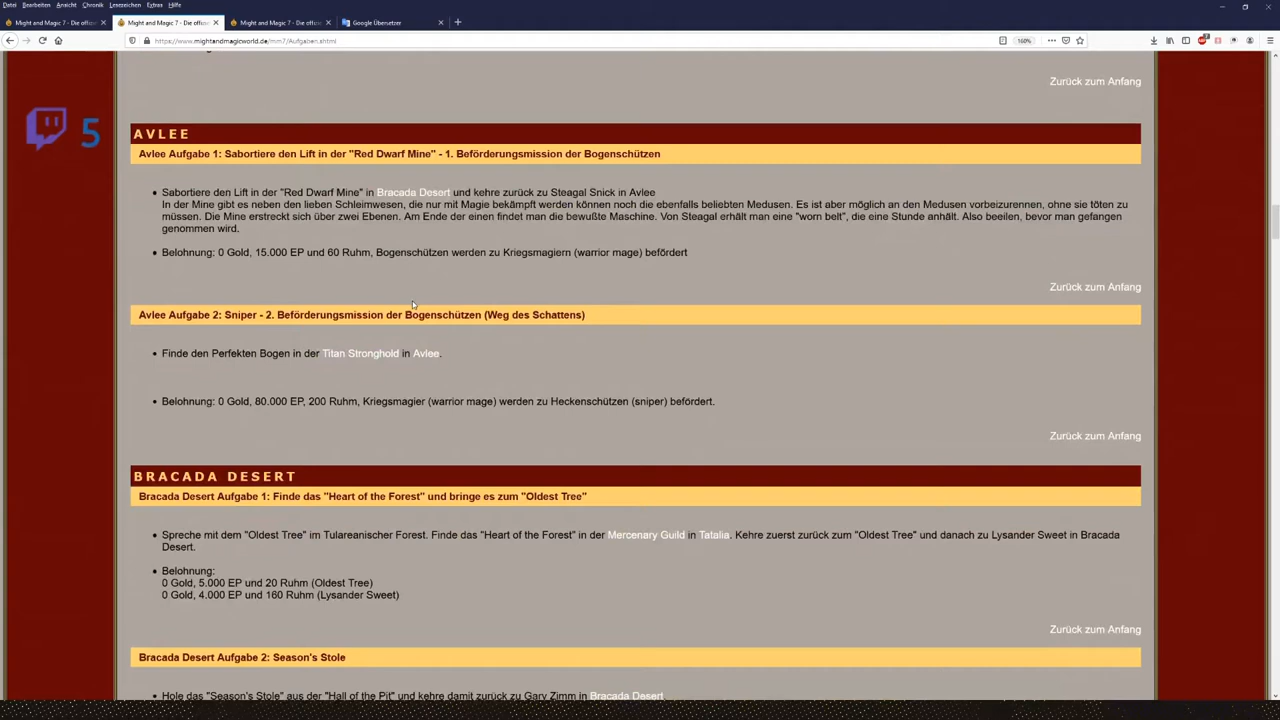 Datei Bearbeiten Ansicht Chronik Lesezeichen Extras Hilfe
Might and Magic 7 - Die offizie
Might and Magic 7 - Die offizie
Might and Magic 7 - Die offizie
Google Übersetzer
https://www.mightandmagicworld.de/mm7/Aufgaben.shtml
160%
5
Zurück zum Anfang
AVLEE
Avlee Aufgabe 1: Sabortiere den Lift in der "Red Dwarf Mine" - 1. Beförderungsmission der Bogenschützen
Sabortiere den Lift in der "Red Dwarf Mine" in Bracada Desert und kehre zurück zu Steagal Snick in Avlee
In der Mine gibt es neben den lieben Schleimwesen, die nur mit Magie bekämpft werden können noch die ebenfalls beliebten Medusen. Es ist aber möglich an den Medusen vorbeizurennen, ohne sie töten zu
müssen. Die Mine erstreckt sich über zwei Ebenen. Am Ende der einen findet man die bewußte Maschine. Von Steagal erhält man eine "worn belt", die eine Stunde anhält. Also beeilen, bevor man gefangen
genommen wird.
Belohnung: 0 Gold, 15.000 EP und 60 Ruhm, Bogenschützen werden zu Kriegsmagiern (warrior mage) befördert
Zurück zum Anfang
Avlee Aufgabe 2: Sniper - 2. Beförderungsmission der Bogenschützen (Weg des Schattens)
Finde den Perfekten Bogen in der Titan Stronghold in Avlee.
Belohnung: 0 Gold, 80.000 EP, 200 Ruhm, Kriegsmagier (warrior mage) werden zu Heckenschützen (sniper) befördert.
Zurück zum Anfang
BRACADA DESERT
Bracada Desert Aufgabe 1: Finde das "Heart of the Forest" und bringe es zum "Oldest Tree"
Spreche mit dem "Oldest Tree" im Tulareanischer Forest. Finde das "Heart of the Forest" in der Mercenary Guild in Tatalia. Kehre zuerst zurück zum "Oldest Tree" und danach zu Lysander Sweet in Bracada
Desert.
Belohnung:
0 Gold, 5.000 EP und 20 Ruhm (Oldest Tree)
0 Gold, 4.000 EP und 160 Ruhm (Lysander Sweet)
Zurück zum Anfang
Bracada Desert Aufgabe 2: Season's Stole
Hole das "Season's Stole" aus der "Hall of the Pit" und kehre damit zurück zu Gary Zimm in Bracada Desert